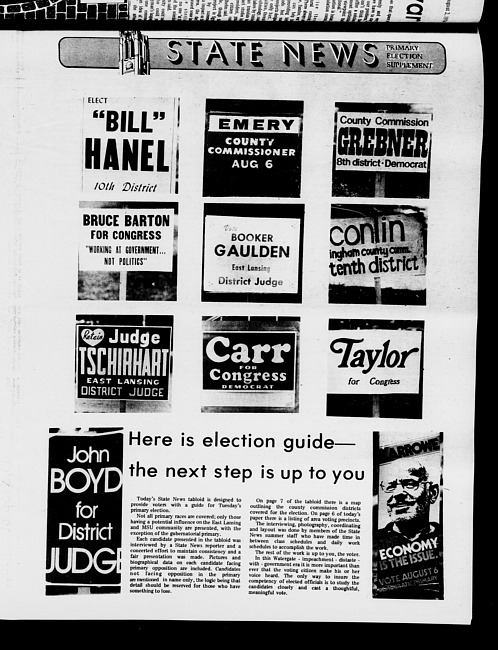 STATE NEWS
PRIMARY
ELECTION
SUPPLEMENT
ELECT
"BILL"
HANEL
10th District
EMERY
COUNTY
COMMISSIONER
AUG 6
County Commission
GREBNER
8th district · Democrat
BRUCE BARTON
FOR CONGRESS
"WORKING AT GOVERNMENT...
NOT POLITICS"
Vote
BOOKER
GAULDEN
East Lansing
District Judge
conlin
ingham county comm.
tenth district
Retain Judge
TSCHIRHART
EAST LANSING
DISTRICT JUDGE
Carr
FOR
Congress
DEMOCRAT
Taylor
for Congress
John
BOYD
for
District
JUDGE
Here is election guide—
the next step is up to you
Today's State News tabloid is designed to
provide voters with a guide for Tuesday's
primary election.
Not all primary races are covered; only those
having a potential influence on the East Lansing
and MSU community are presented, with the
exception of the gubernatorial primary.
Each candidate presented in the tabloid was
interviewed by a State News reporter and a
concerted effort to maintain consistency and a
fair presentation was made. Pictures and
biographical data on each candidate facing
primary opposition are included. Candidates
not facing opposition in the primary
are mentioned in name only, the logic being that
detail should be reserved for those who have
something to lose.
On page 7 of the tabloid there is a map
outlining the county commission districts
covered for the election. On page 6 of today's
paper there is a listing of area voting precincts.
The interviewing, photography, coordinating
and layout was done by members of the State
News summer staff who have made time in
between class schedules and daily work
schedules to accomplish the work.
The rest of the work is up to you, the voter.
In this Watergate - impeachment - distaste -
with - government era it is more important than
ever that the voting citizen make his or her
voice heard. The only way to insure the
competency of elected officials is to study the
candidates closely and cast a thoughtful,
meaningful vote.
ECONOMY
IS THE ISSUE.
VOTE AUGUST 6